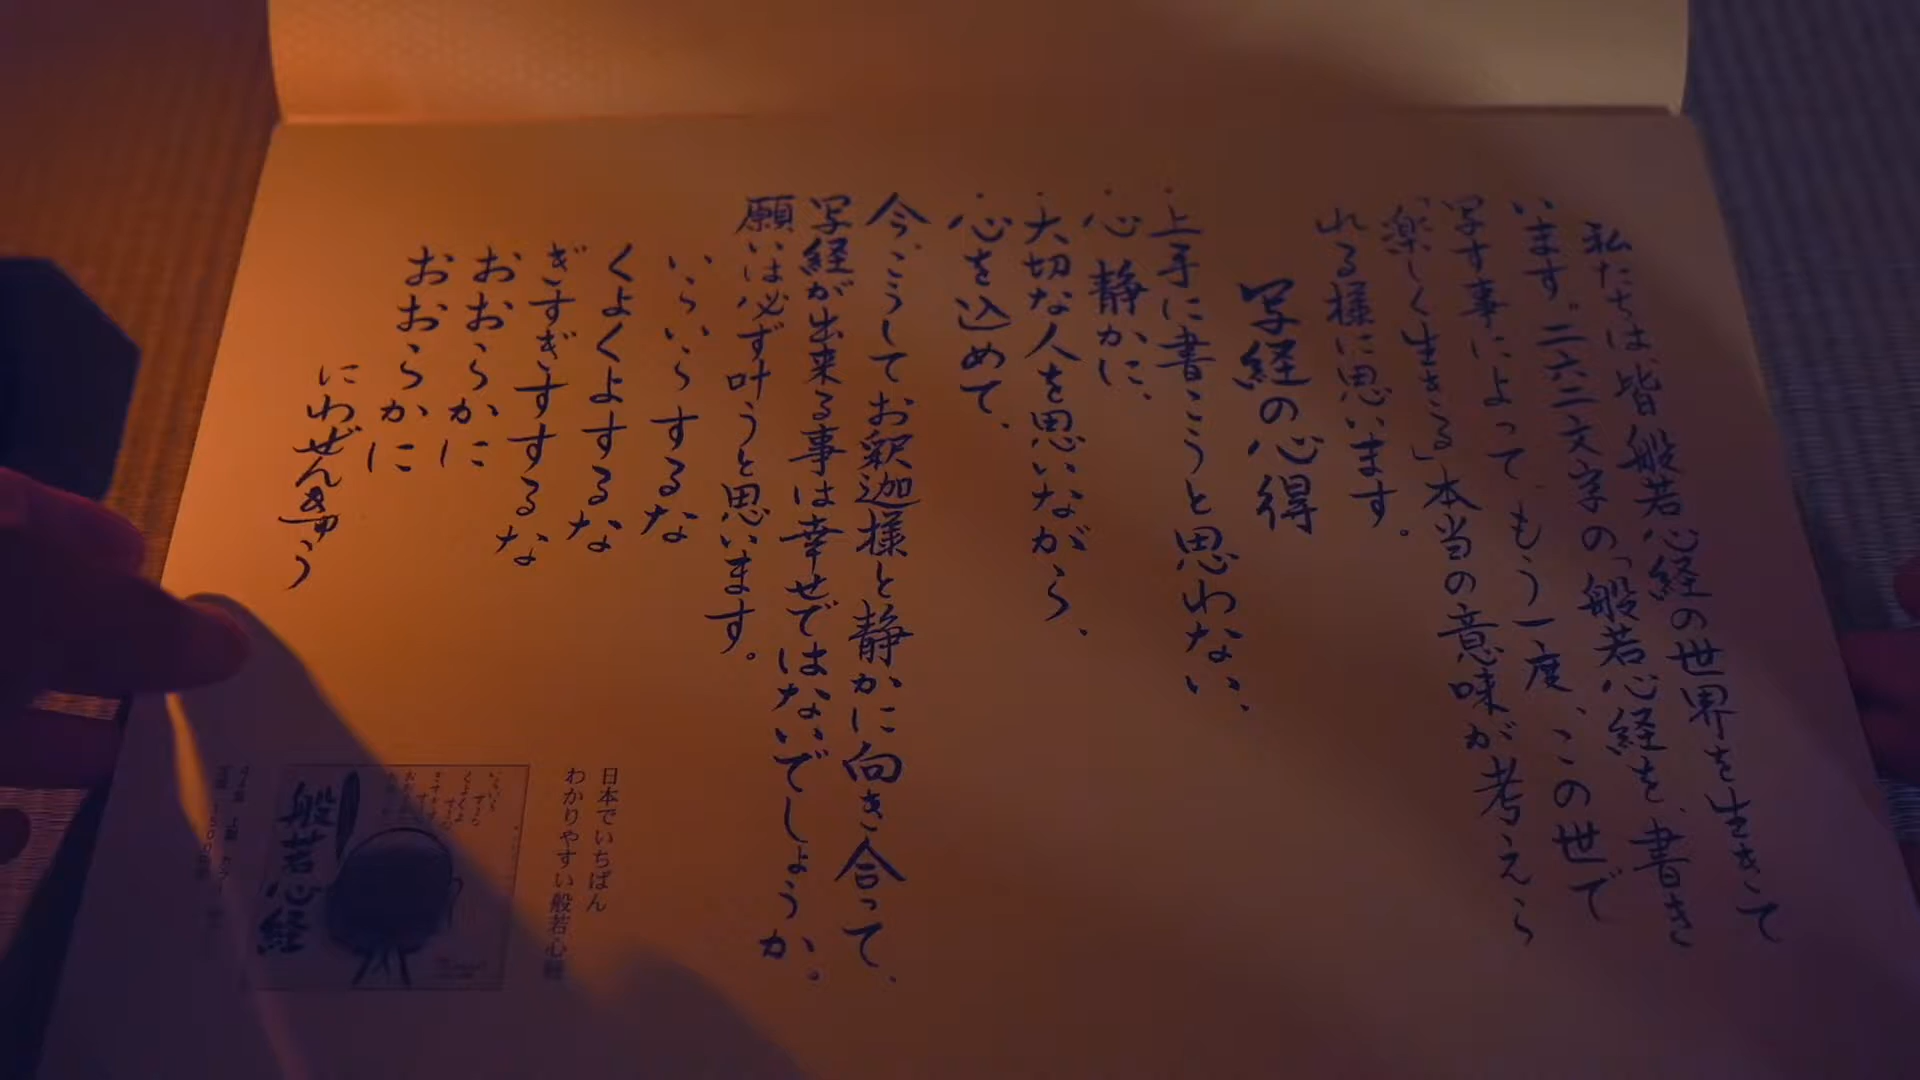 私たちは、皆 般若心経の世界を生きて
います。二六二文字の「般若心経を、書き
写す事によって、もう一度、この世で
「楽しく生きる」本当の意味が考えら
れる様に思います。
写経の心得
・上手に書こうと思わない、
・心 静かに、
・大切な人を思いながら、
・心を込めて、
今、こうしてお釈迦様と静かに向き合って、
写経が出来る事は幸せではないでしょうか。
願いは必ず叶うと思います。
いらいらするな
くよくよするな
ぎすぎすするな
おおらかに
おおらかに
にわぜんきゅう
日本でいちばん
わかりやすい般若心経
般若心経